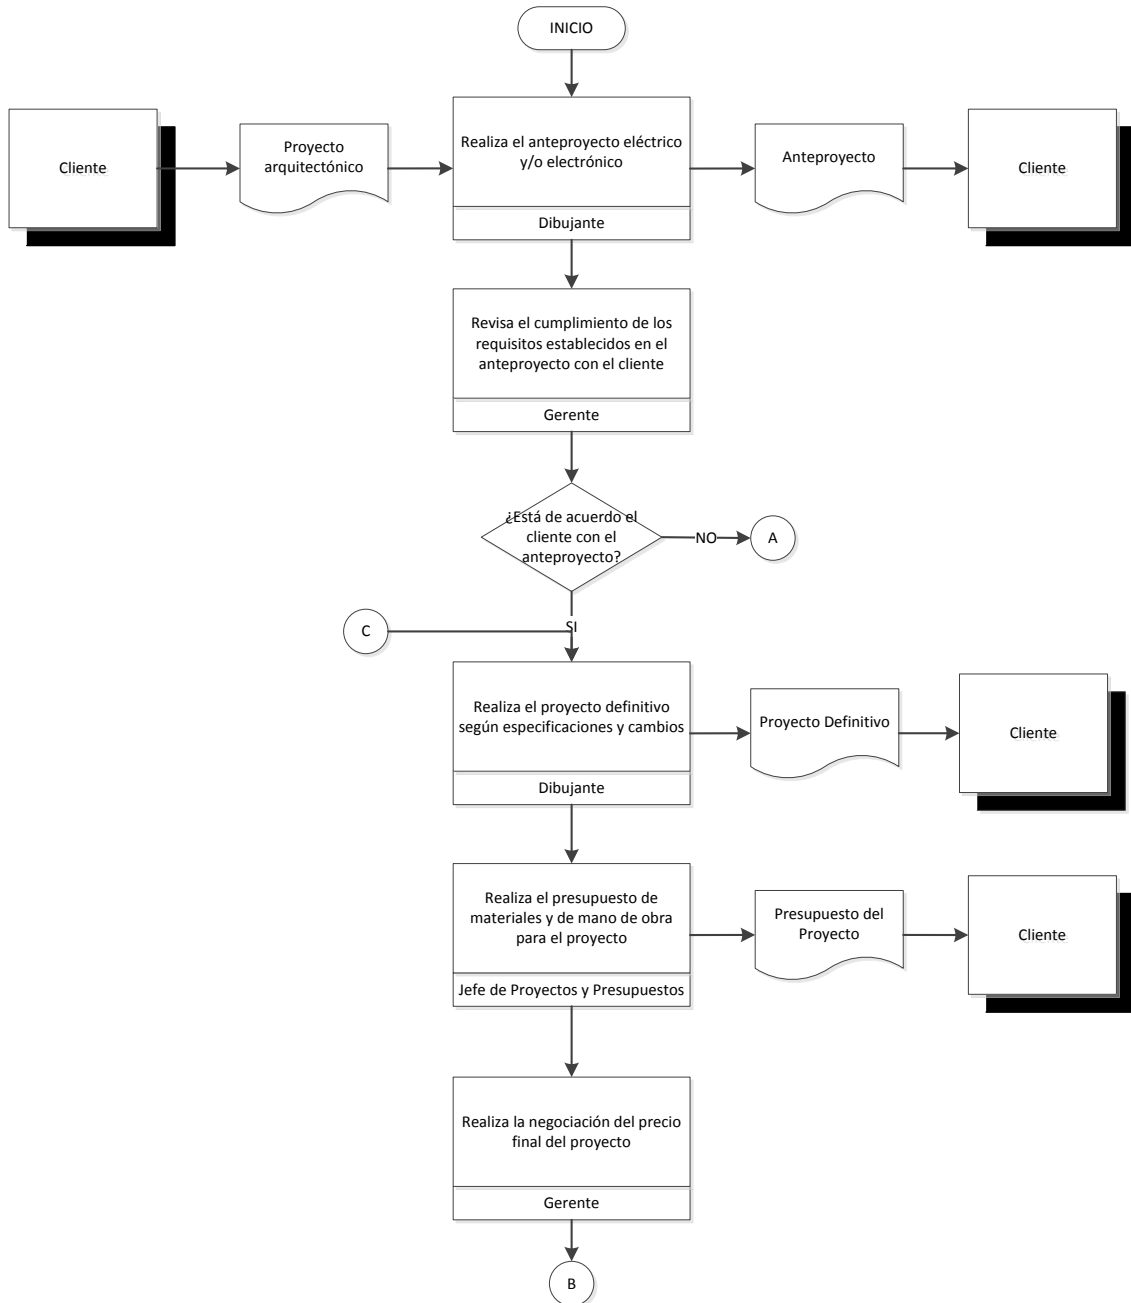 INICIO
Cliente
Proyecto
arquitectónico
Realiza el anteproyecto eléctrico
y/o electrónico
Dibujante
Anteproyecto
Cliente
Revisa el cumplimiento de los
requisitos establecidos en el
anteproyecto con el cliente
Gerente
¿Está de acuerdo el
cliente con el
anteproyecto?
NO
A
SI
C
Realiza el proyecto definitivo
según especificaciones y cambios
Dibujante
Proyecto Definitivo
Cliente
Realiza el presupuesto de
materiales y de mano de obra
para el proyecto
Jefe de Proyectos y Presupuestos
Presupuesto del
Proyecto
Cliente
Realiza la negociación del precio
final del proyecto
Gerente
B